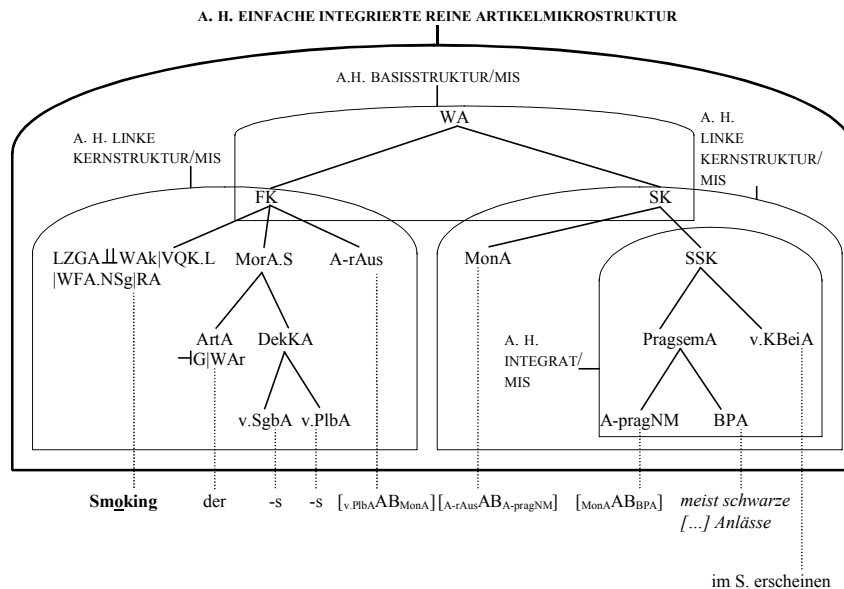 A. H. EINFACHE INTEGRIERTE REINE ARTIKELMIKROSTRUKTUR
A.H. BASISSTRUKTUR/MIS
WA
A. H. LINKE
KERNSTRUKTUR/MIS
A. H.
LINKE
KERNSTRUKTUR/
MIS
FK
SK
LZGA⫫WAk|VQK.L
|WFA.NSg|RA
MorA.S
A-rAus
MonA
SSK
ArtA
⊣G|WAr
DekKA
A. H.
INTEGRAT/
MIS
PragsemA
v.KBeiA
v.SgbA
v.PlbA
A-pragNM
BPA
Smoking der -s -s [v.PlbAABMonA] [A-rAusABA-pragNM] [MonAABBPA] meist schwarze
[...] Anlässe
im S. erscheinen